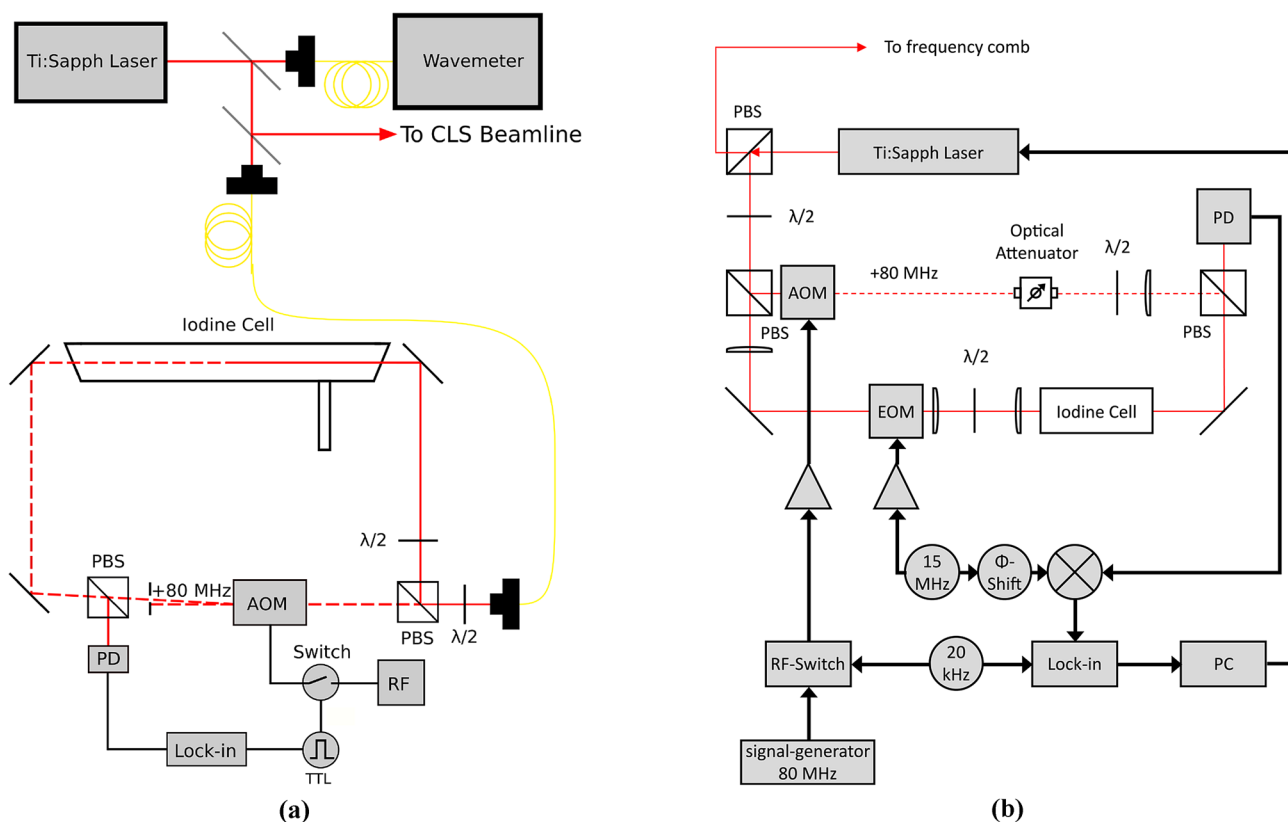 Ti:Sapph Laser
Wavemeter
To CLS Beamline
Iodine Cell
λ/2
PBS
+80 MHz
AOM
PBS
λ/2
PD
Switch
RF
Lock-in
TTL
(a)
To frequency comb
PBS
Ti:Sapph Laser
λ/2
PD
Optical
Attenuator
λ/2
+80 MHz
AOM
PBS
PBS
λ/2
EOM
Iodine Cell
15
MHz
Φ-
Shift
RF-Switch
20
kHz
Lock-in
PC
signal-generator
80 MHz
(b)